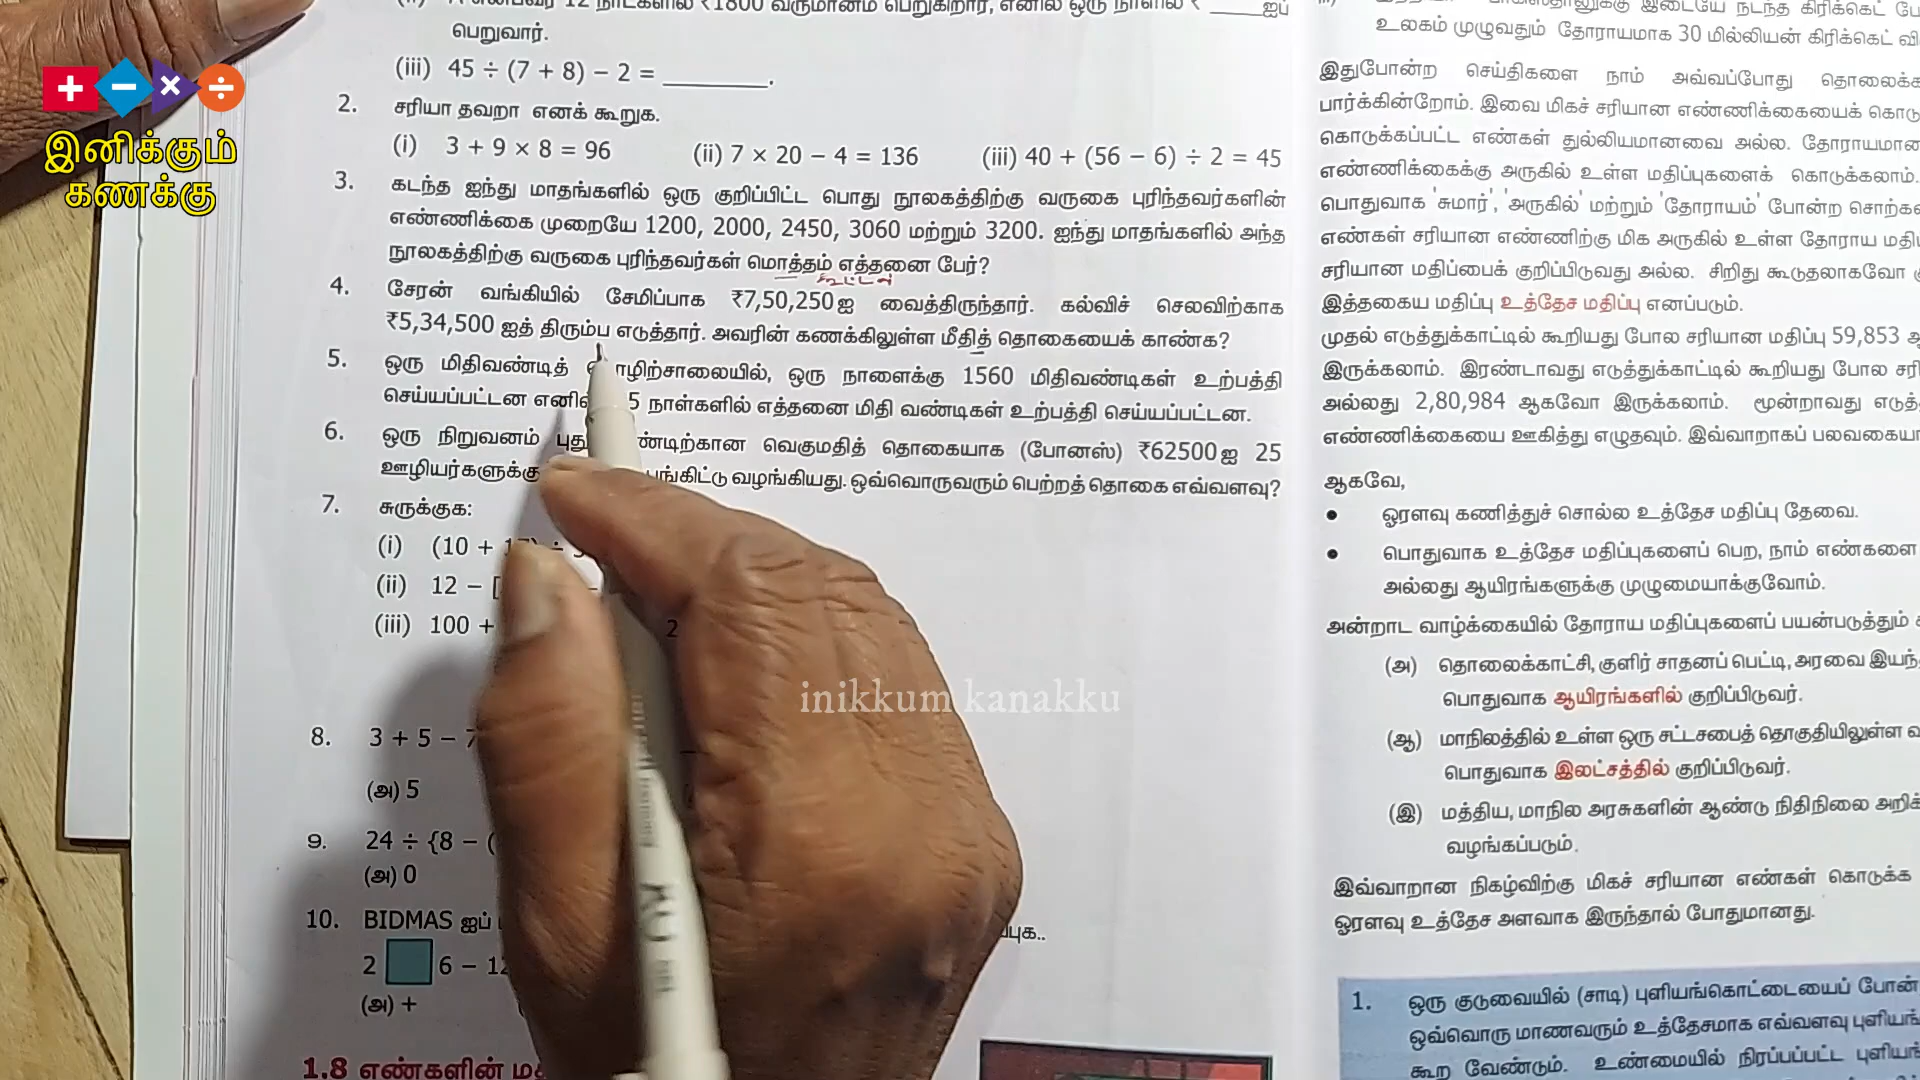 இனிக்கும்
கணக்கு
12 நாட்களில் ₹1800 வருமானம் பெறுகிறார், எனில் ஒரு நாளில் ₹ _____ ஐப்
பெறுவார்.
(iii) 45 ÷ (7 + 8) − 2 = ________.
2. சரியா தவறா எனக் கூறுக.
(i) 3 + 9 × 8 = 96 (ii) 7 × 20 − 4 = 136 (iii) 40 + (56 − 6) ÷ 2 = 45
3. கடந்த ஐந்து மாதங்களில் ஒரு குறிப்பிட்ட பொது நூலகத்திற்கு வருகை புரிந்தவர்களின்
எண்ணிக்கை முறையே 1200, 2000, 2450, 3060 மற்றும் 3200. ஐந்து மாதங்களில் அந்த
நூலகத்திற்கு வருகை புரிந்தவர்கள் மொத்தம் எத்தனை பேர்?
கூட்டல்
4. சேரன் வங்கியில் சேமிப்பாக ₹7,50,250ஐ வைத்திருந்தார். கல்விச் செலவிற்காக
₹5,34,500 ஐத் திரும்ப எடுத்தார். அவரின் கணக்கிலுள்ள மீதித் தொகையைக் காண்க?
5. ஒரு மிதிவண்டித் ழிற்சாலையில், ஒரு நாளைக்கு 1560 மிதிவண்டிகள் உற்பத்தி
செய்யப்பட்டன 5 நாள்களில் எத்தனை மிதி வண்டிகள் உற்பத்தி செய்யப்பட்டன.
6. ஒரு நிறுவனம் வெகுமதித் தொகையாக (போனஸ்) ₹62500ஐ 25
ஊழியர்களுக்கு வழங்கியது. ஒவ்வொருவரும் பெற்றத் தொகை எவ்வளவு?
7. சுருக்குக:
(i) (10 +
(ii) 12 − [
(iii) 100 + 2
8. 3 + 5 − 7
(அ) 5
9. 24 ÷ {8 − (
(அ) 0
10. BIDMAS ஐப்
2 6 − 12
(அ) +
1.8 எண்களின்
உலகம் முழுவதும் தோராயமாக 30 மில்லியன் கிரிக்கெட்
இதுபோன்ற செய்திகளை நாம் அவ்வப்போது
பார்க்கின்றோம். இவை மிகச் சரியான எண்ணிக்கையைக்
கொடுக்கப்பட்ட எண்கள் துல்லியமானவை அல்ல.
எண்ணிக்கைக்கு அருகில் உள்ள மதிப்புகளைக் கொடுக்கலாம்.
பொதுவாக 'சுமார்', 'அருகில்' மற்றும் 'தோராயம்' போன்ற
எண்கள் சரியான எண்ணிற்கு மிக அருகில் உள்ள தோராய
சரியான மதிப்பைக் குறிப்பிடுவது அல்ல. சிறிது கூடுதலாகவோ
இத்தகைய மதிப்பு உத்தேச மதிப்பு எனப்படும்.
முதல் எடுத்துக்காட்டில் கூறியது போல சரியான மதிப்பு 59,853
இருக்கலாம். இரண்டாவது எடுத்துக்காட்டில் கூறியது போல
அல்லது 2,80,984 ஆகவோ இருக்கலாம். மூன்றாவது
எண்ணிக்கையை ஊகித்து எழுதவும். இவ்வாறாகப்
ஆகவே,
• ஓரளவு கணித்துச் சொல்ல உத்தேச மதிப்பு தேவை.
• பொதுவாக உத்தேச மதிப்புகளைப் பெற, நாம் எண்களை
அல்லது ஆயிரங்களுக்கு முழுமையாக்குவோம்.
அன்றாட வாழ்க்கையில் தோராய மதிப்புகளைப் பயன்படுத்தும்
(அ) தொலைக்காட்சி, குளிர் சாதனப் பெட்டி, அரவை
பொதுவாக ஆயிரங்களில் குறிப்பிடுவர்.
(ஆ) மாநிலத்தில் உள்ள ஒரு சட்டசபைத் தொகுதியிலுள்ள
பொதுவாக இலட்சத்தில் குறிப்பிடுவர்.
(இ) மத்திய, மாநில அரசுகளின் ஆண்டு நிதிநிலை
வழங்கப்படும்.
இவ்வாறான நிகழ்விற்கு மிகச் சரியான எண்கள் கொடுக்க
ஓரளவு உத்தேச அளவாக இருந்தால் போதுமானது.
1. ஒரு குடுவையில் (சாடி) புளியங்கொட்டையைப்
ஒவ்வொரு மாணவரும் உத்தேசமாக எவ்வளவு
கூற வேண்டும். உண்மையில் நிரப்பப்பட்ட
inikkum kanakku